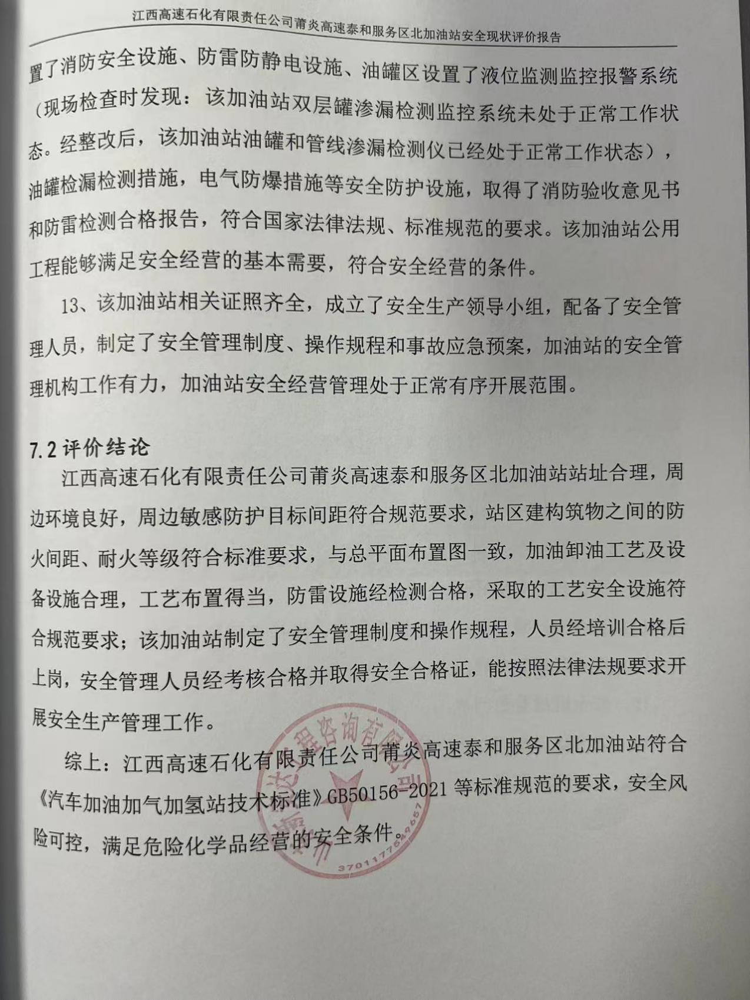 江西高速石化有限责任公司莆炎高速泰和服务区北加油站安全现状评价报告
置了消防安全设施、防雷防静电设施、油罐区设置了液位监测监控报警系统
（现场检查时发现：该加油站双层罐渗漏检测监控系统未处于正常工作状
态。经整改后，该加油站油罐和管线渗漏检测仪已经处于正常工作状态），
油罐检漏检测措施，电气防爆措施等安全防护设施，取得了消防验收意见书
和防雷检测合格报告，符合国家法律法规、标准规范的要求。该加油站公用
工程能够满足安全经营的基本需要，符合安全经营的条件。
13、该加油站相关证照齐全，成立了安全生产领导小组，配备了安全管
理人员，制定了安全管理制度、操作规程和事故应急预案，加油站的安全管
理机构工作有力，加油站安全经营管理处于正常有序开展范围。
7.2 评价结论
江西高速石化有限责任公司莆炎高速泰和服务区北加油站站址合理，周
边环境良好，周边敏感防护目标间距符合规范要求，站区建构筑物之间的防
火间距、耐火等级符合标准要求，与总平面布置图一致，加油卸油工艺及设
备设施合理，工艺布置得当，防雷设施经检测合格，采取的工艺安全设施符
合规范要求；该加油站制定了安全管理制度和操作规程，人员经培训合格后
上岗，安全管理人员经考核合格并取得安全合格证，能按照法律法规要求开
展安全生产管理工作。
综上：江西高速石化有限责任公司莆炎高速泰和服务区北加油站符合
《汽车加油加气加氢站技术标准》GB50156-2021 等标准规范的要求，安全风
险可控，满足危险化学品经营的安全条件。
程咨询有限公司